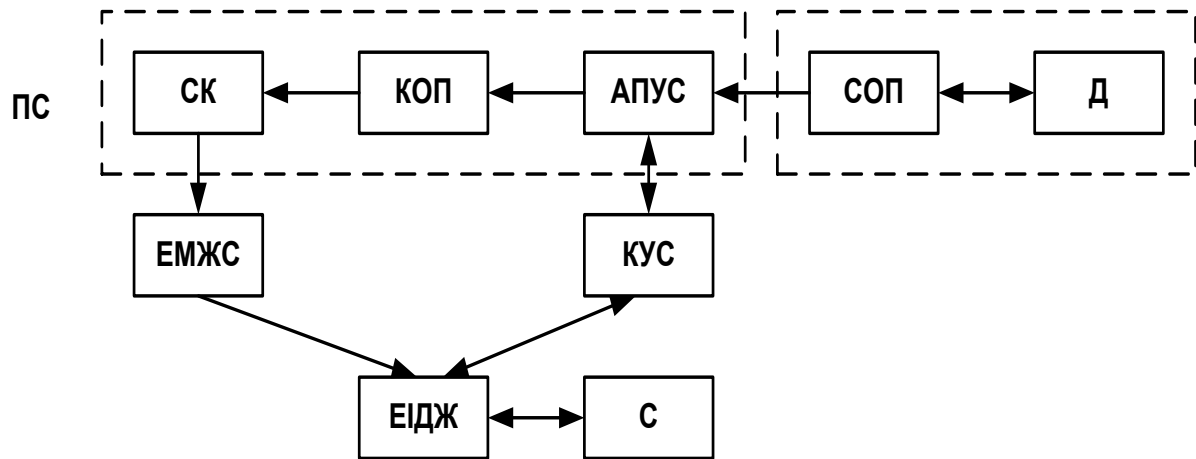 ПС
СК
КОП
АПУС
СОП
Д
ЕМЖС
КУС
ЕІДЖ
С